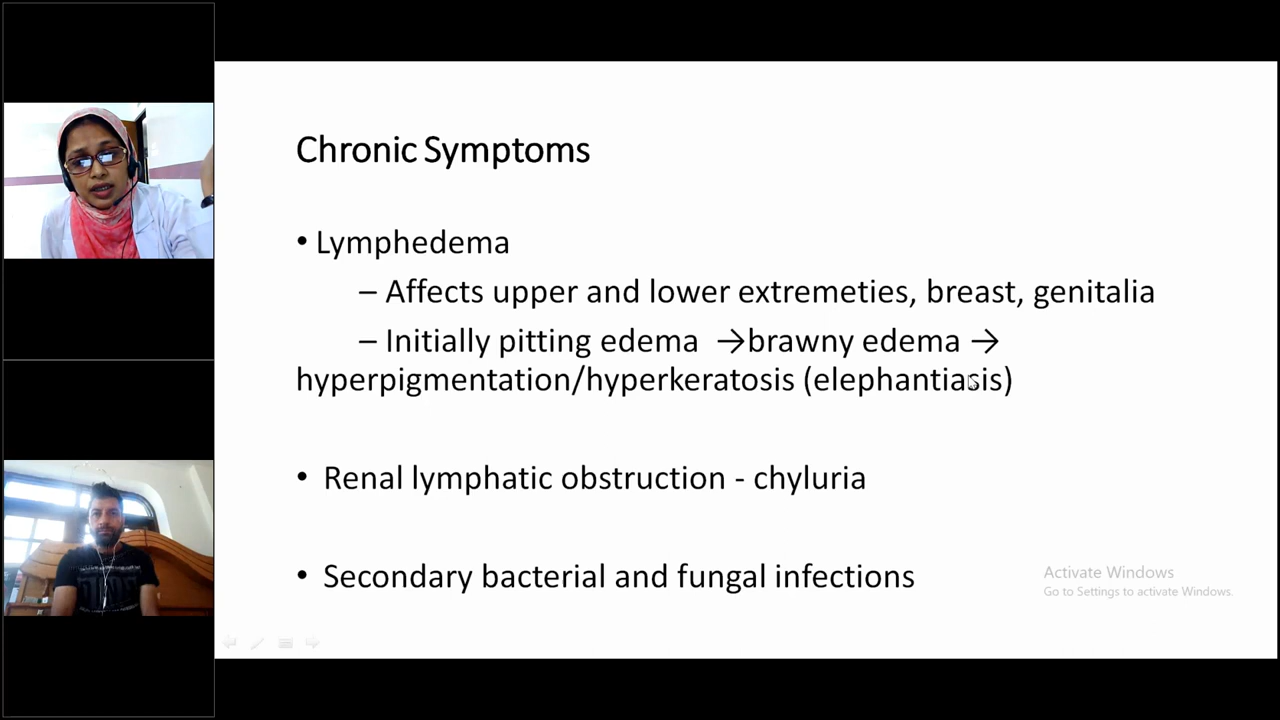 Chronic Symptoms
• Lymphedema
– Affects upper and lower extremeties, breast, genitalia
– Initially pitting edema →brawny edema →
hyperpigmentation/hyperkeratosis (elephantiasis)
• Renal lymphatic obstruction - chyluria
• Secondary bacterial and fungal infections
Activate Windows
Go to Settings to activate Windows.